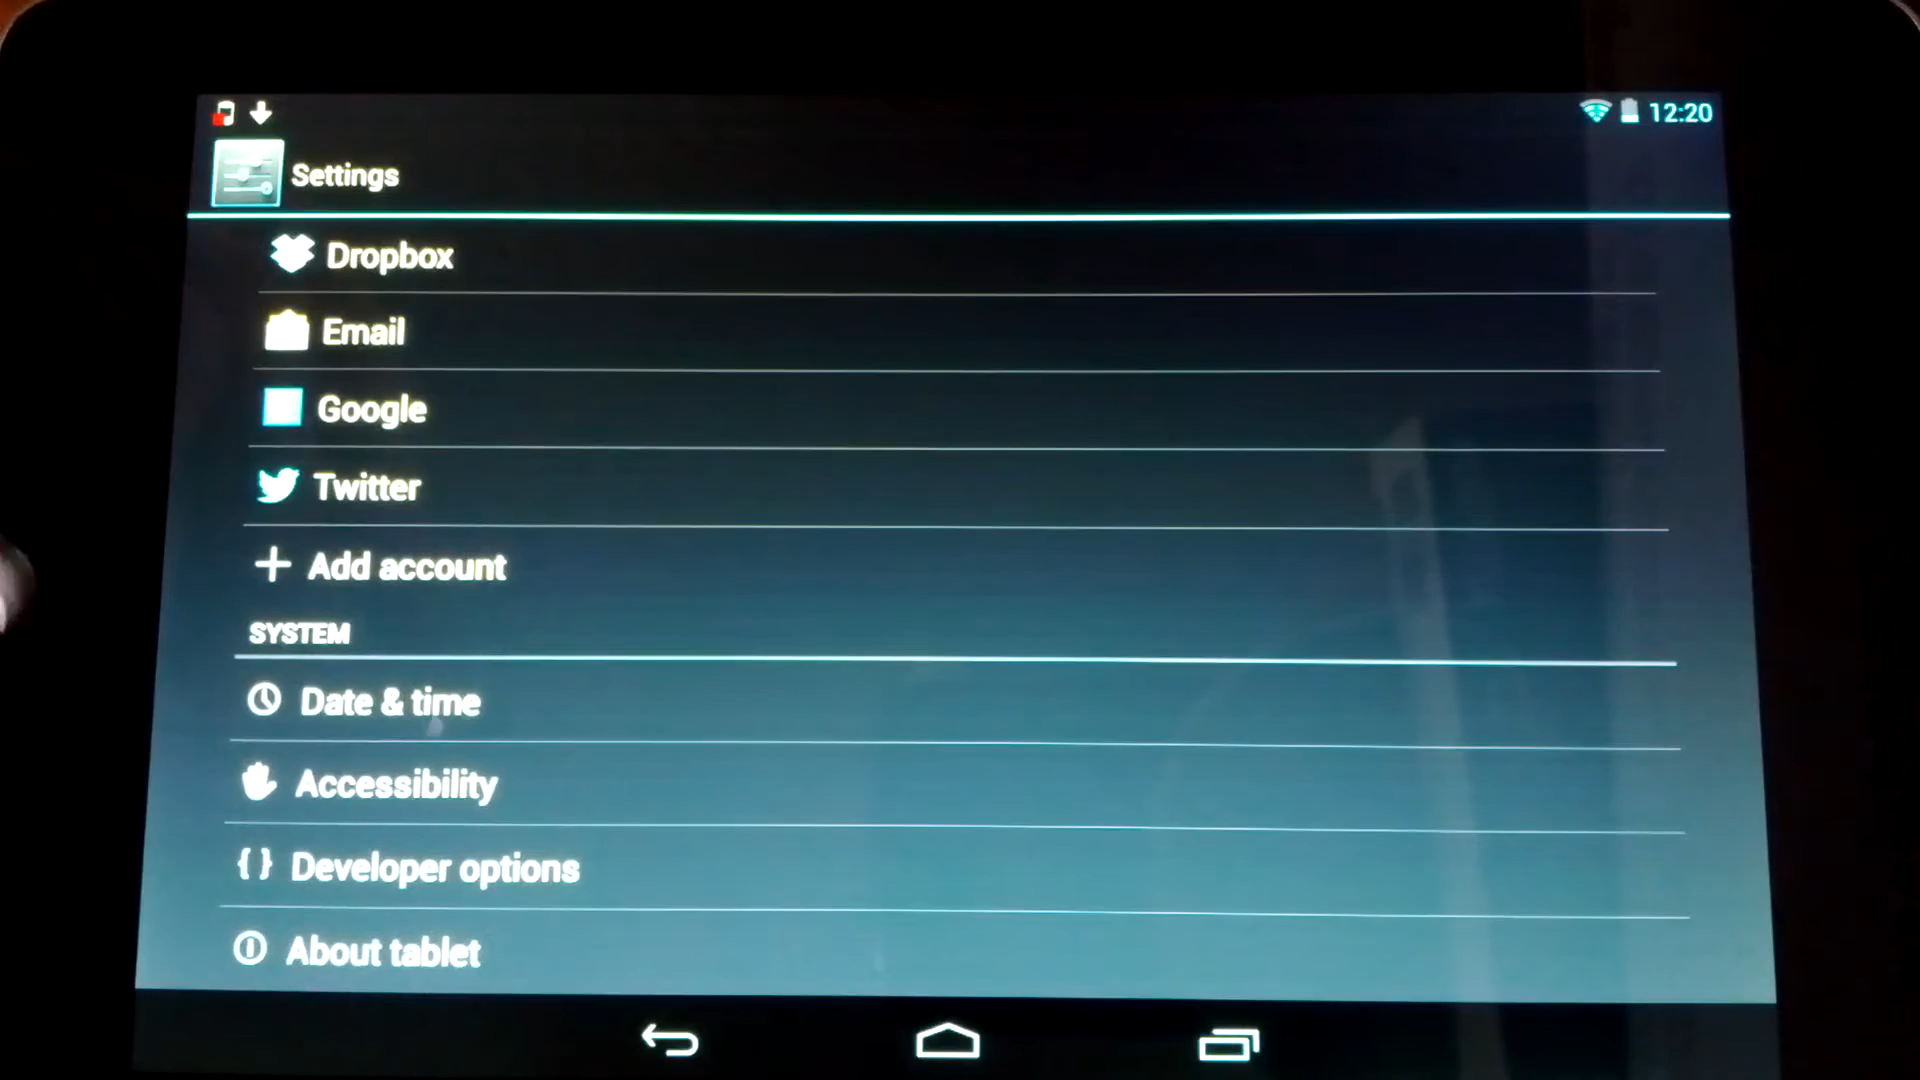 12:20
Settings
Dropbox
Email
Google
Twitter
Add account
SYSTEM
Date & time
Accessibility
{ } Developer options
About tablet